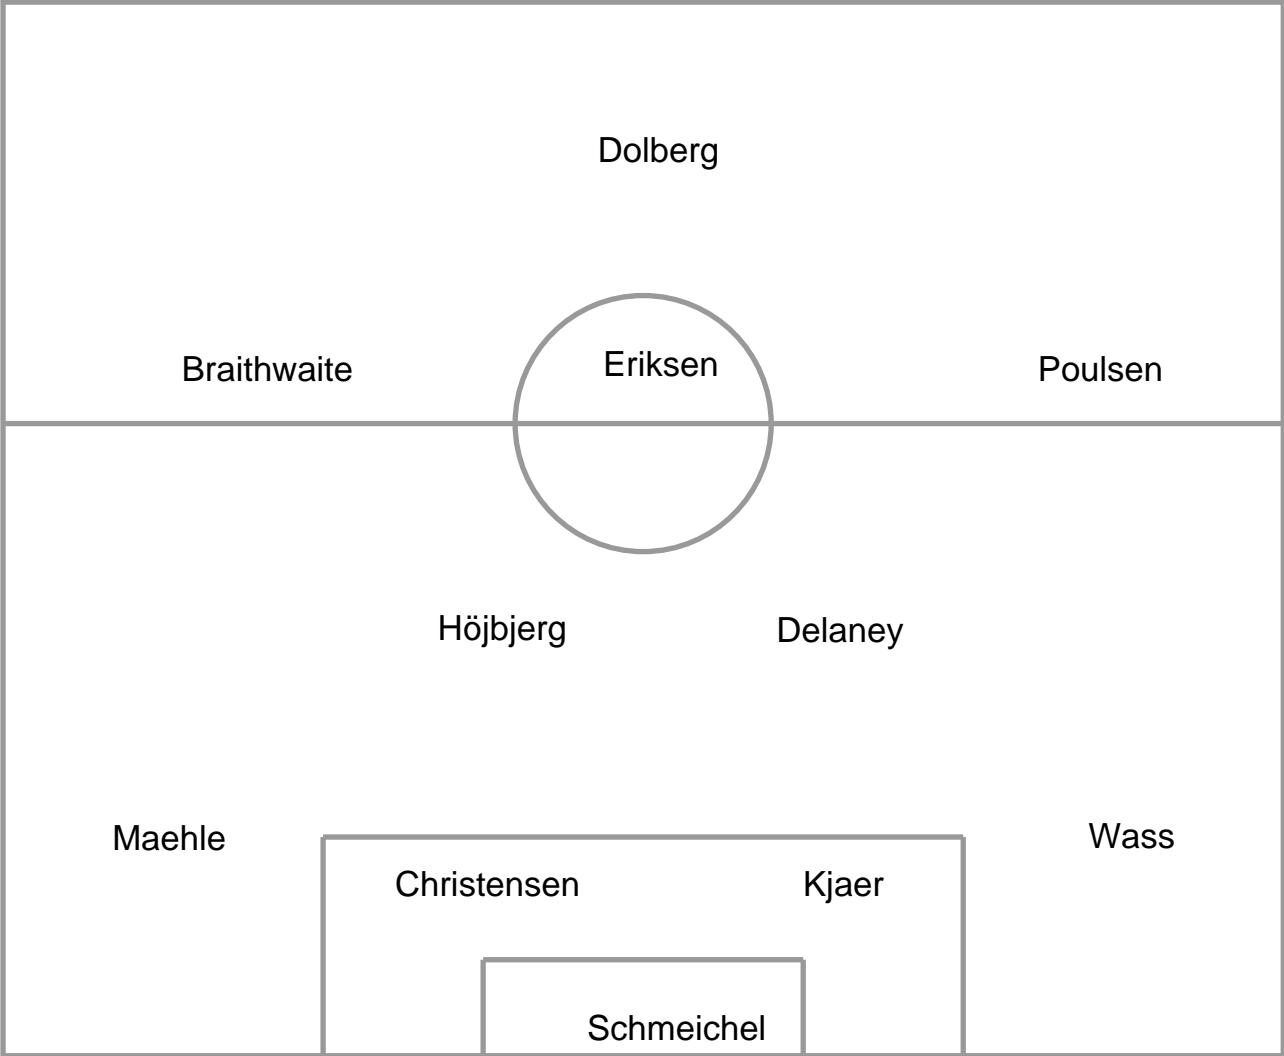 Dolberg
Braithwaite
Eriksen
Poulsen
Höjbjerg
Delaney
Maehle
Wass
Christensen
Kjaer
Schmeichel